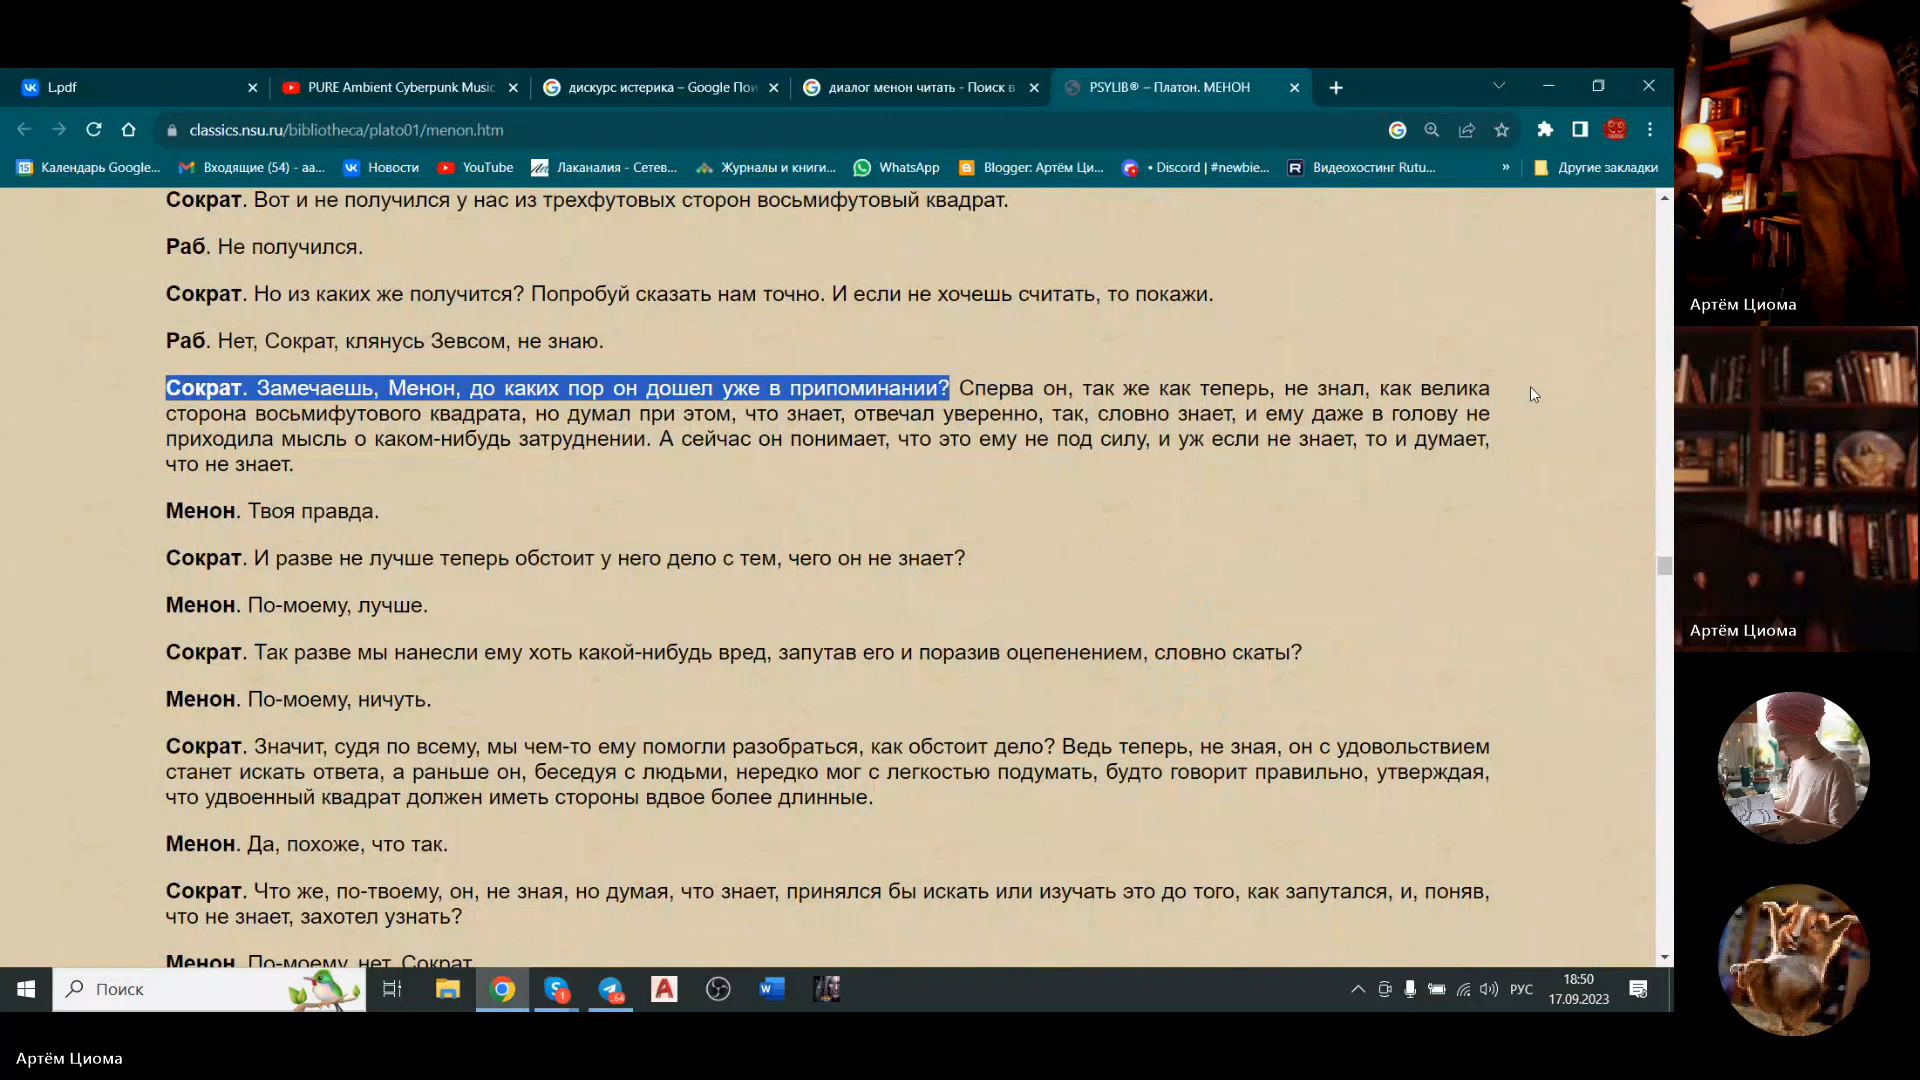 L.pdf
PURE Ambient Cyberpunk Music
дискурс истерика – Google Пои
диалог менон читать - Поиск в
PSYLIB® – Платон. МЕНОН
classics.nsu.ru/bibliotheca/plato01/menon.htm
Календарь Google...
Входящие (54) - аа...
Новости
YouTube
Лаканалия - Сетев...
Журналы и книги...
WhatsApp
Blogger: Артём Ци...
• Discord | #newbie...
Видеохостинг Rutu...
»
Другие закладки
Сократ. Вот и не получился у нас из трехфутовых сторон восьмифутовый квадрат.
Раб. Не получился.
Сократ. Но из каких же получится? Попробуй сказать нам точно. И если не хочешь считать, то покажи.
Раб. Нет, Сократ, клянусь Зевсом, не знаю.
Сократ. Замечаешь, Менон, до каких пор он дошел уже в припоминании? Сперва он, так же как теперь, не знал, как велика
сторона восьмифутового квадрата, но думал при этом, что знает, отвечал уверенно, так, словно знает, и ему даже в голову не
приходила мысль о каком-нибудь затруднении. А сейчас он понимает, что это ему не под силу, и уж если не знает, то и думает,
что не знает.
Менон. Твоя правда.
Сократ. И разве не лучше теперь обстоит у него дело с тем, чего он не знает?
Менон. По-моему, лучше.
Сократ. Так разве мы нанесли ему хоть какой-нибудь вред, запутав его и поразив оцепенением, словно скаты?
Менон. По-моему, ничуть.
Сократ. Значит, судя по всему, мы чем-то ему помогли разобраться, как обстоит дело? Ведь теперь, не зная, он с удовольствием
станет искать ответа, а раньше он, беседуя с людьми, нередко мог с легкостью подумать, будто говорит правильно, утверждая,
что удвоенный квадрат должен иметь стороны вдвое более длинные.
Менон. Да, похоже, что так.
Сократ. Что же, по-твоему, он, не зная, но думая, что знает, принялся бы искать или изучать это до того, как запутался, и, поняв,
что не знает, захотел узнать?
Менон. По-моему, нет, Сократ.
Поиск
РУС
18:50
17.09.2023
Артём Циома
Артём Циома
Артём Циома